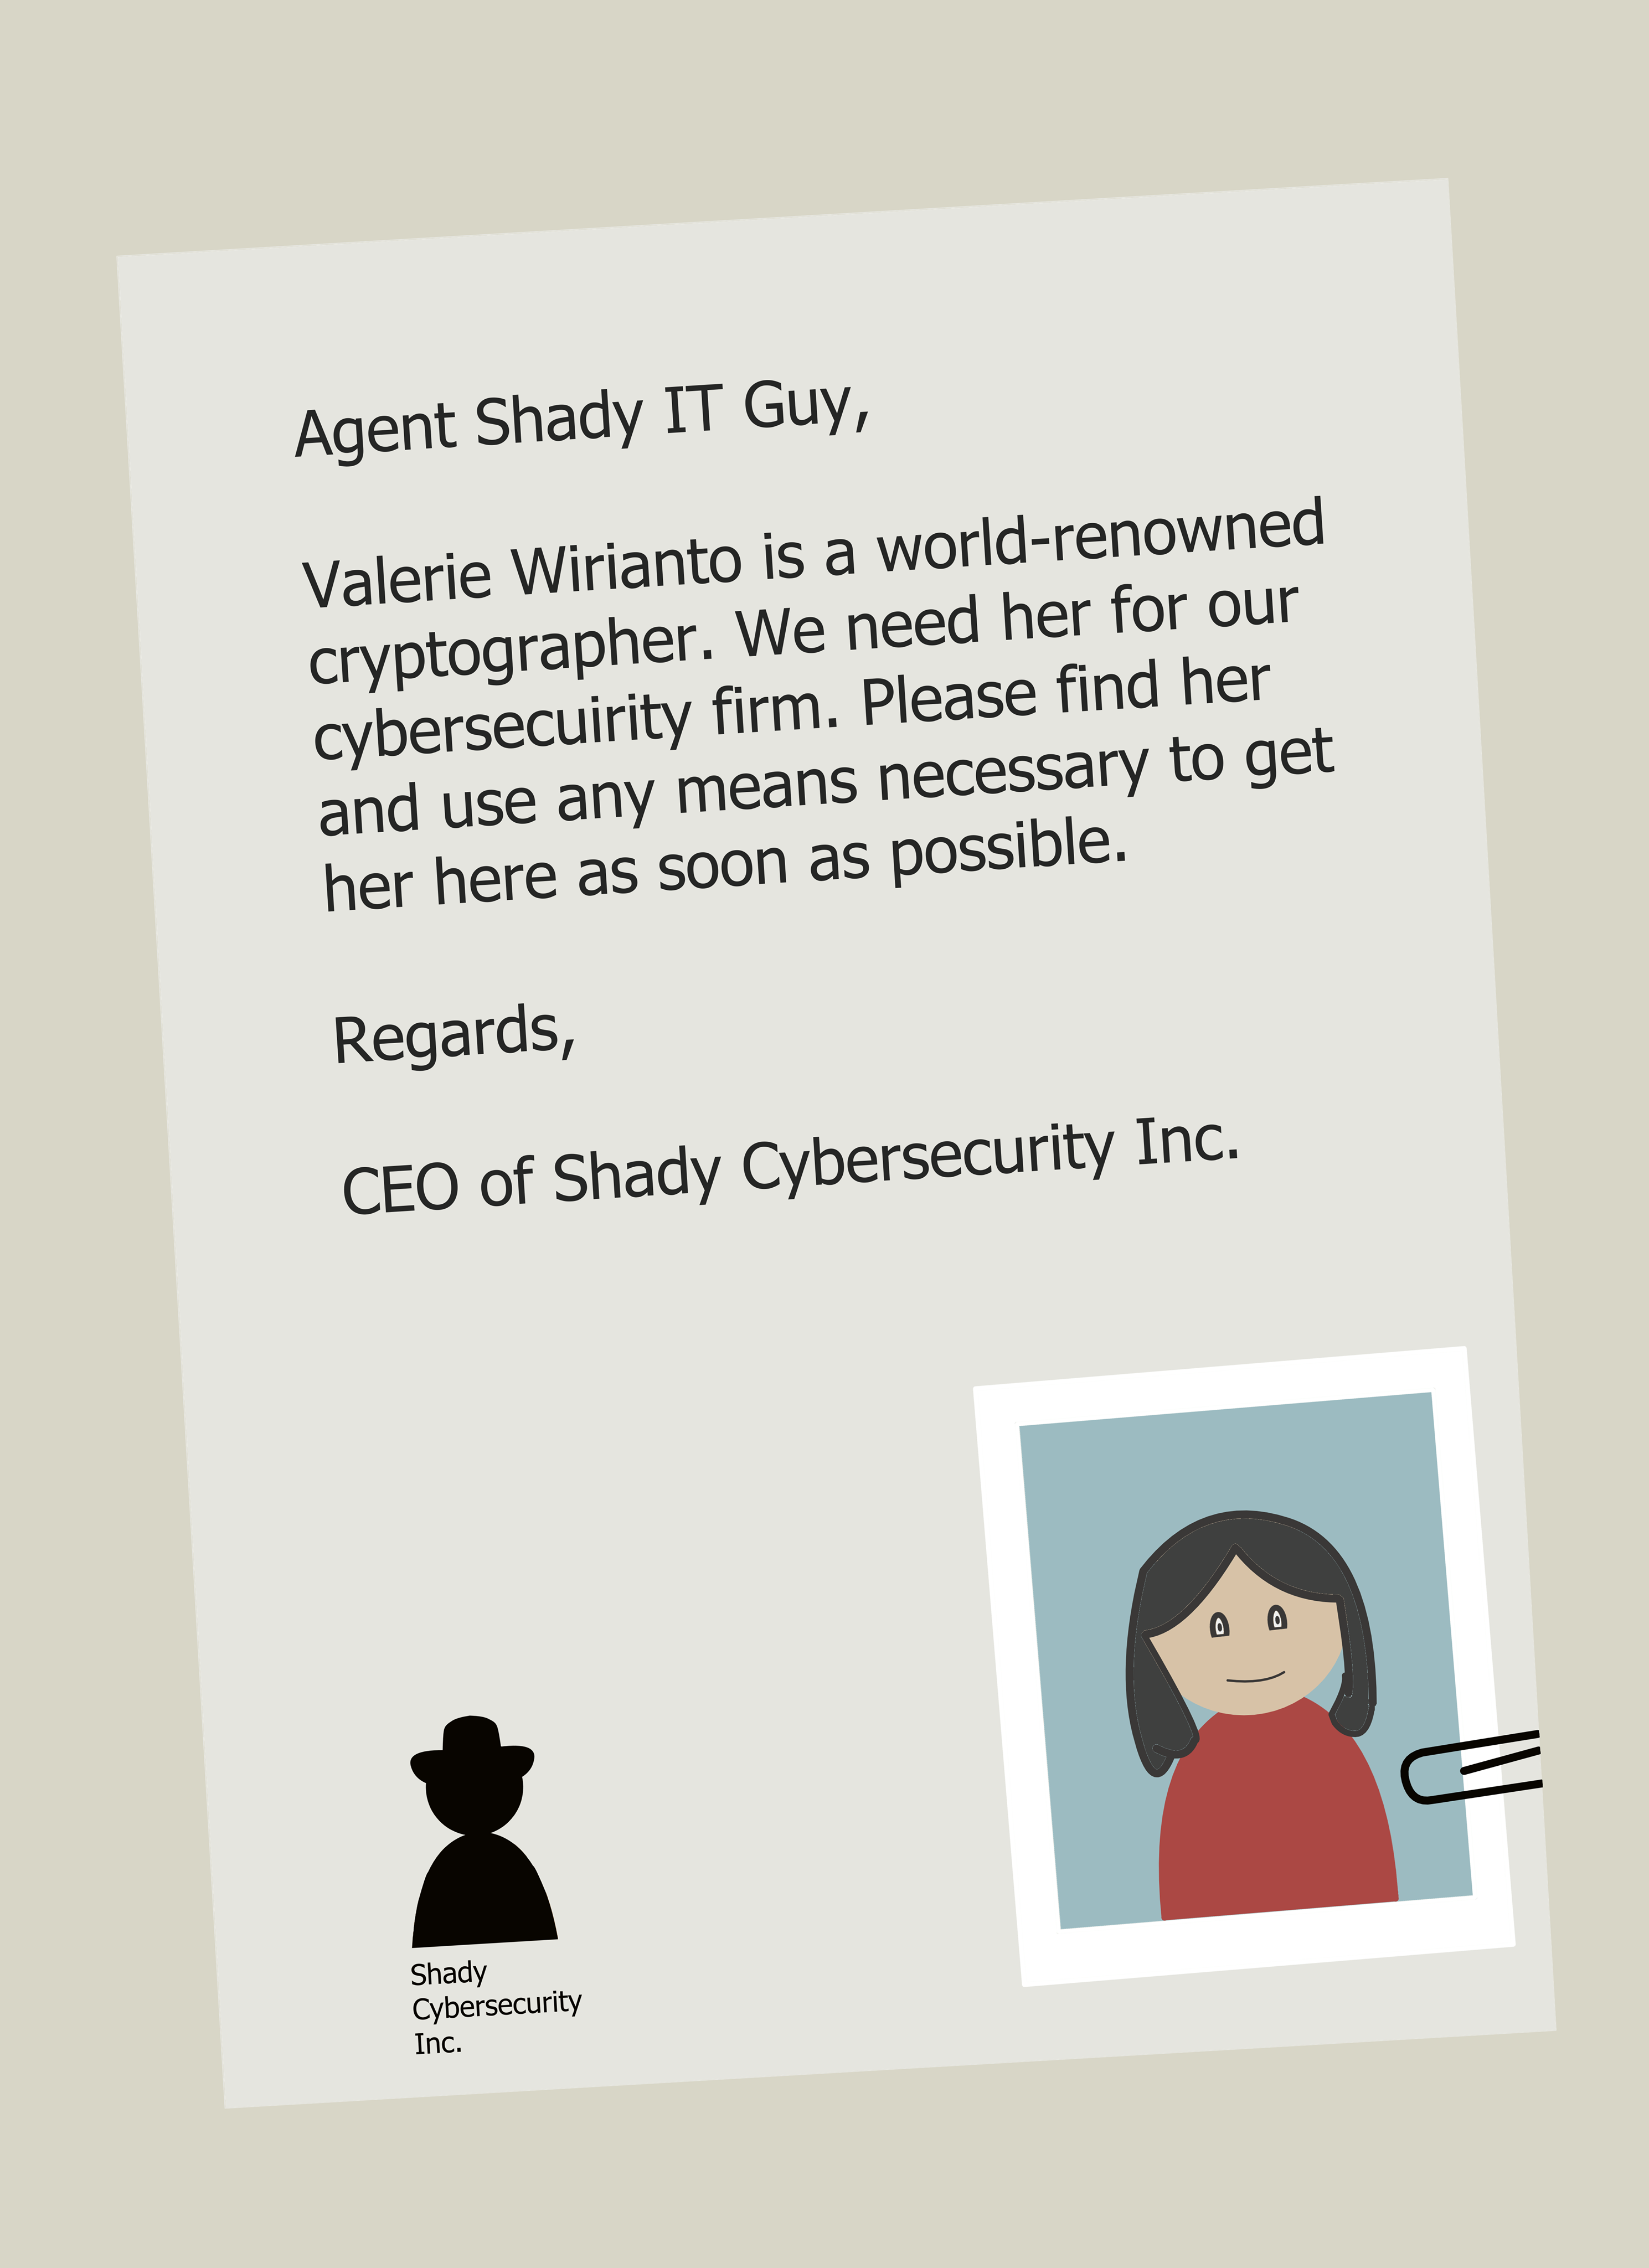 Agent Shady IT Guy,
Valerie Wirianto is a world-renowned
cryptographer. We need her for our
cybersecuirity firm. Please find her
and use any means necessary to get
her here as soon as possible.
Regards,
CEO of Shady Cybersecurity Inc.
Shady
Cybersecurity
Inc.